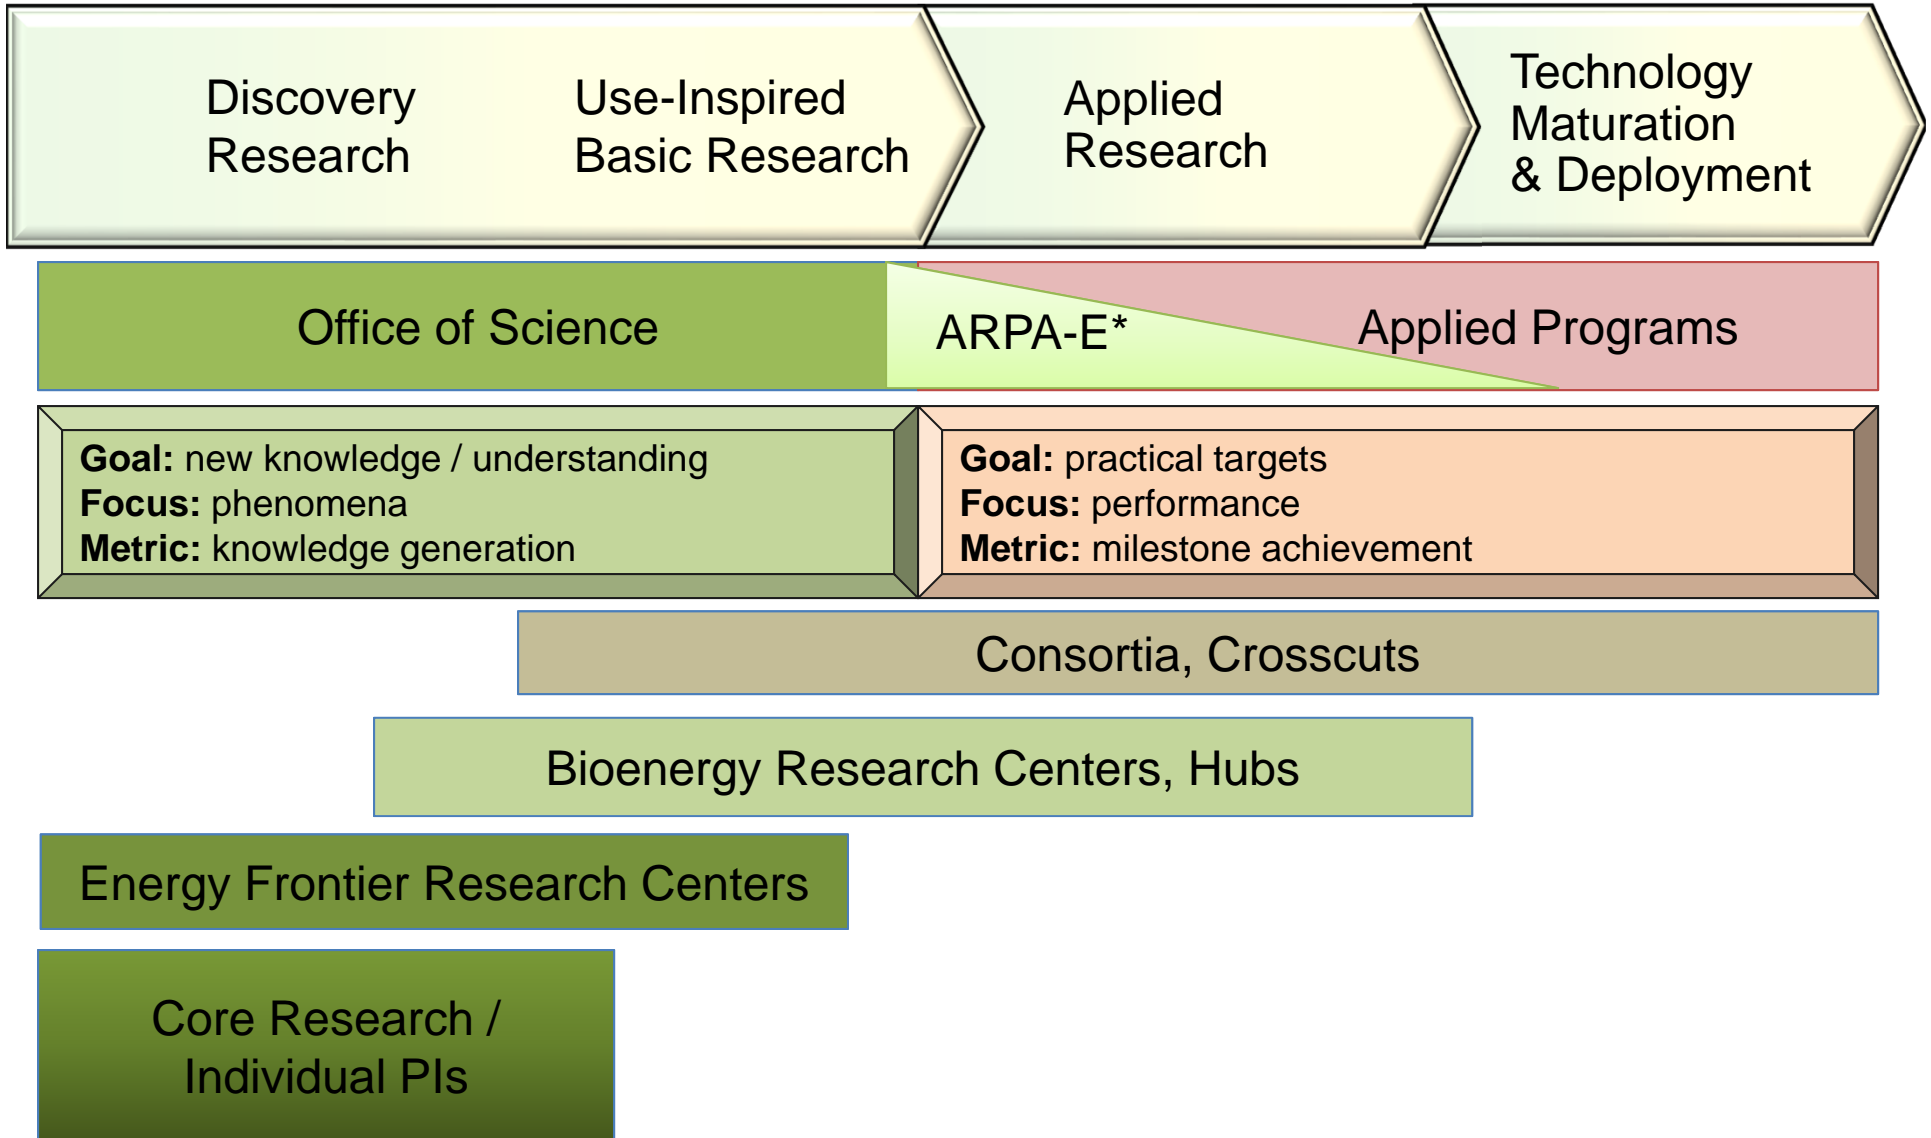 Discovery
Research
Use-Inspired
Basic Research
Applied
Research
Technology
Maturation
& Deployment
Office of Science
ARPA-E*
Applied Programs
Goal: new knowledge / understanding
Focus: phenomena
Metric: knowledge generation
Goal: practical targets
Focus: performance
Metric: milestone achievement
Consortia, Crosscuts
Bioenergy Research Centers, Hubs
Energy Frontier Research Centers
Core Research /
Individual PIs